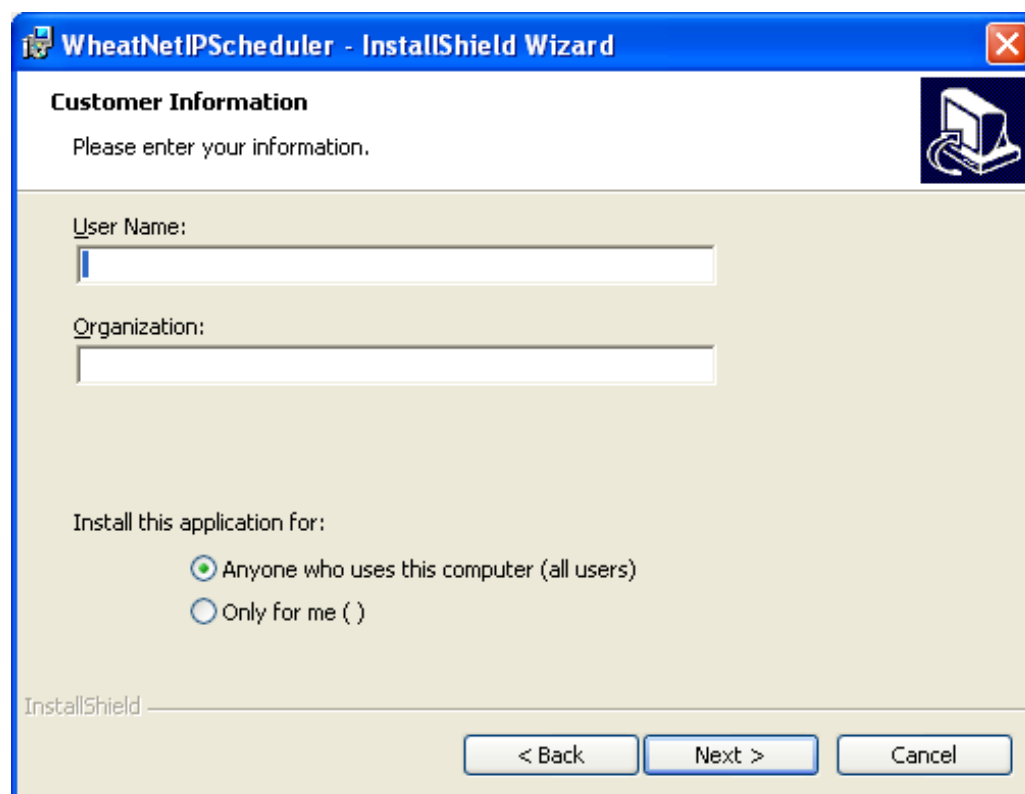 WheatNetIPScheduler - InstallShield Wizard
Customer Information
Please enter your information.
User Name:
Organization:
Install this application for:
Anyone who uses this computer (all users)
Only for me ( )
InstallShield
< Back Next > Cancel